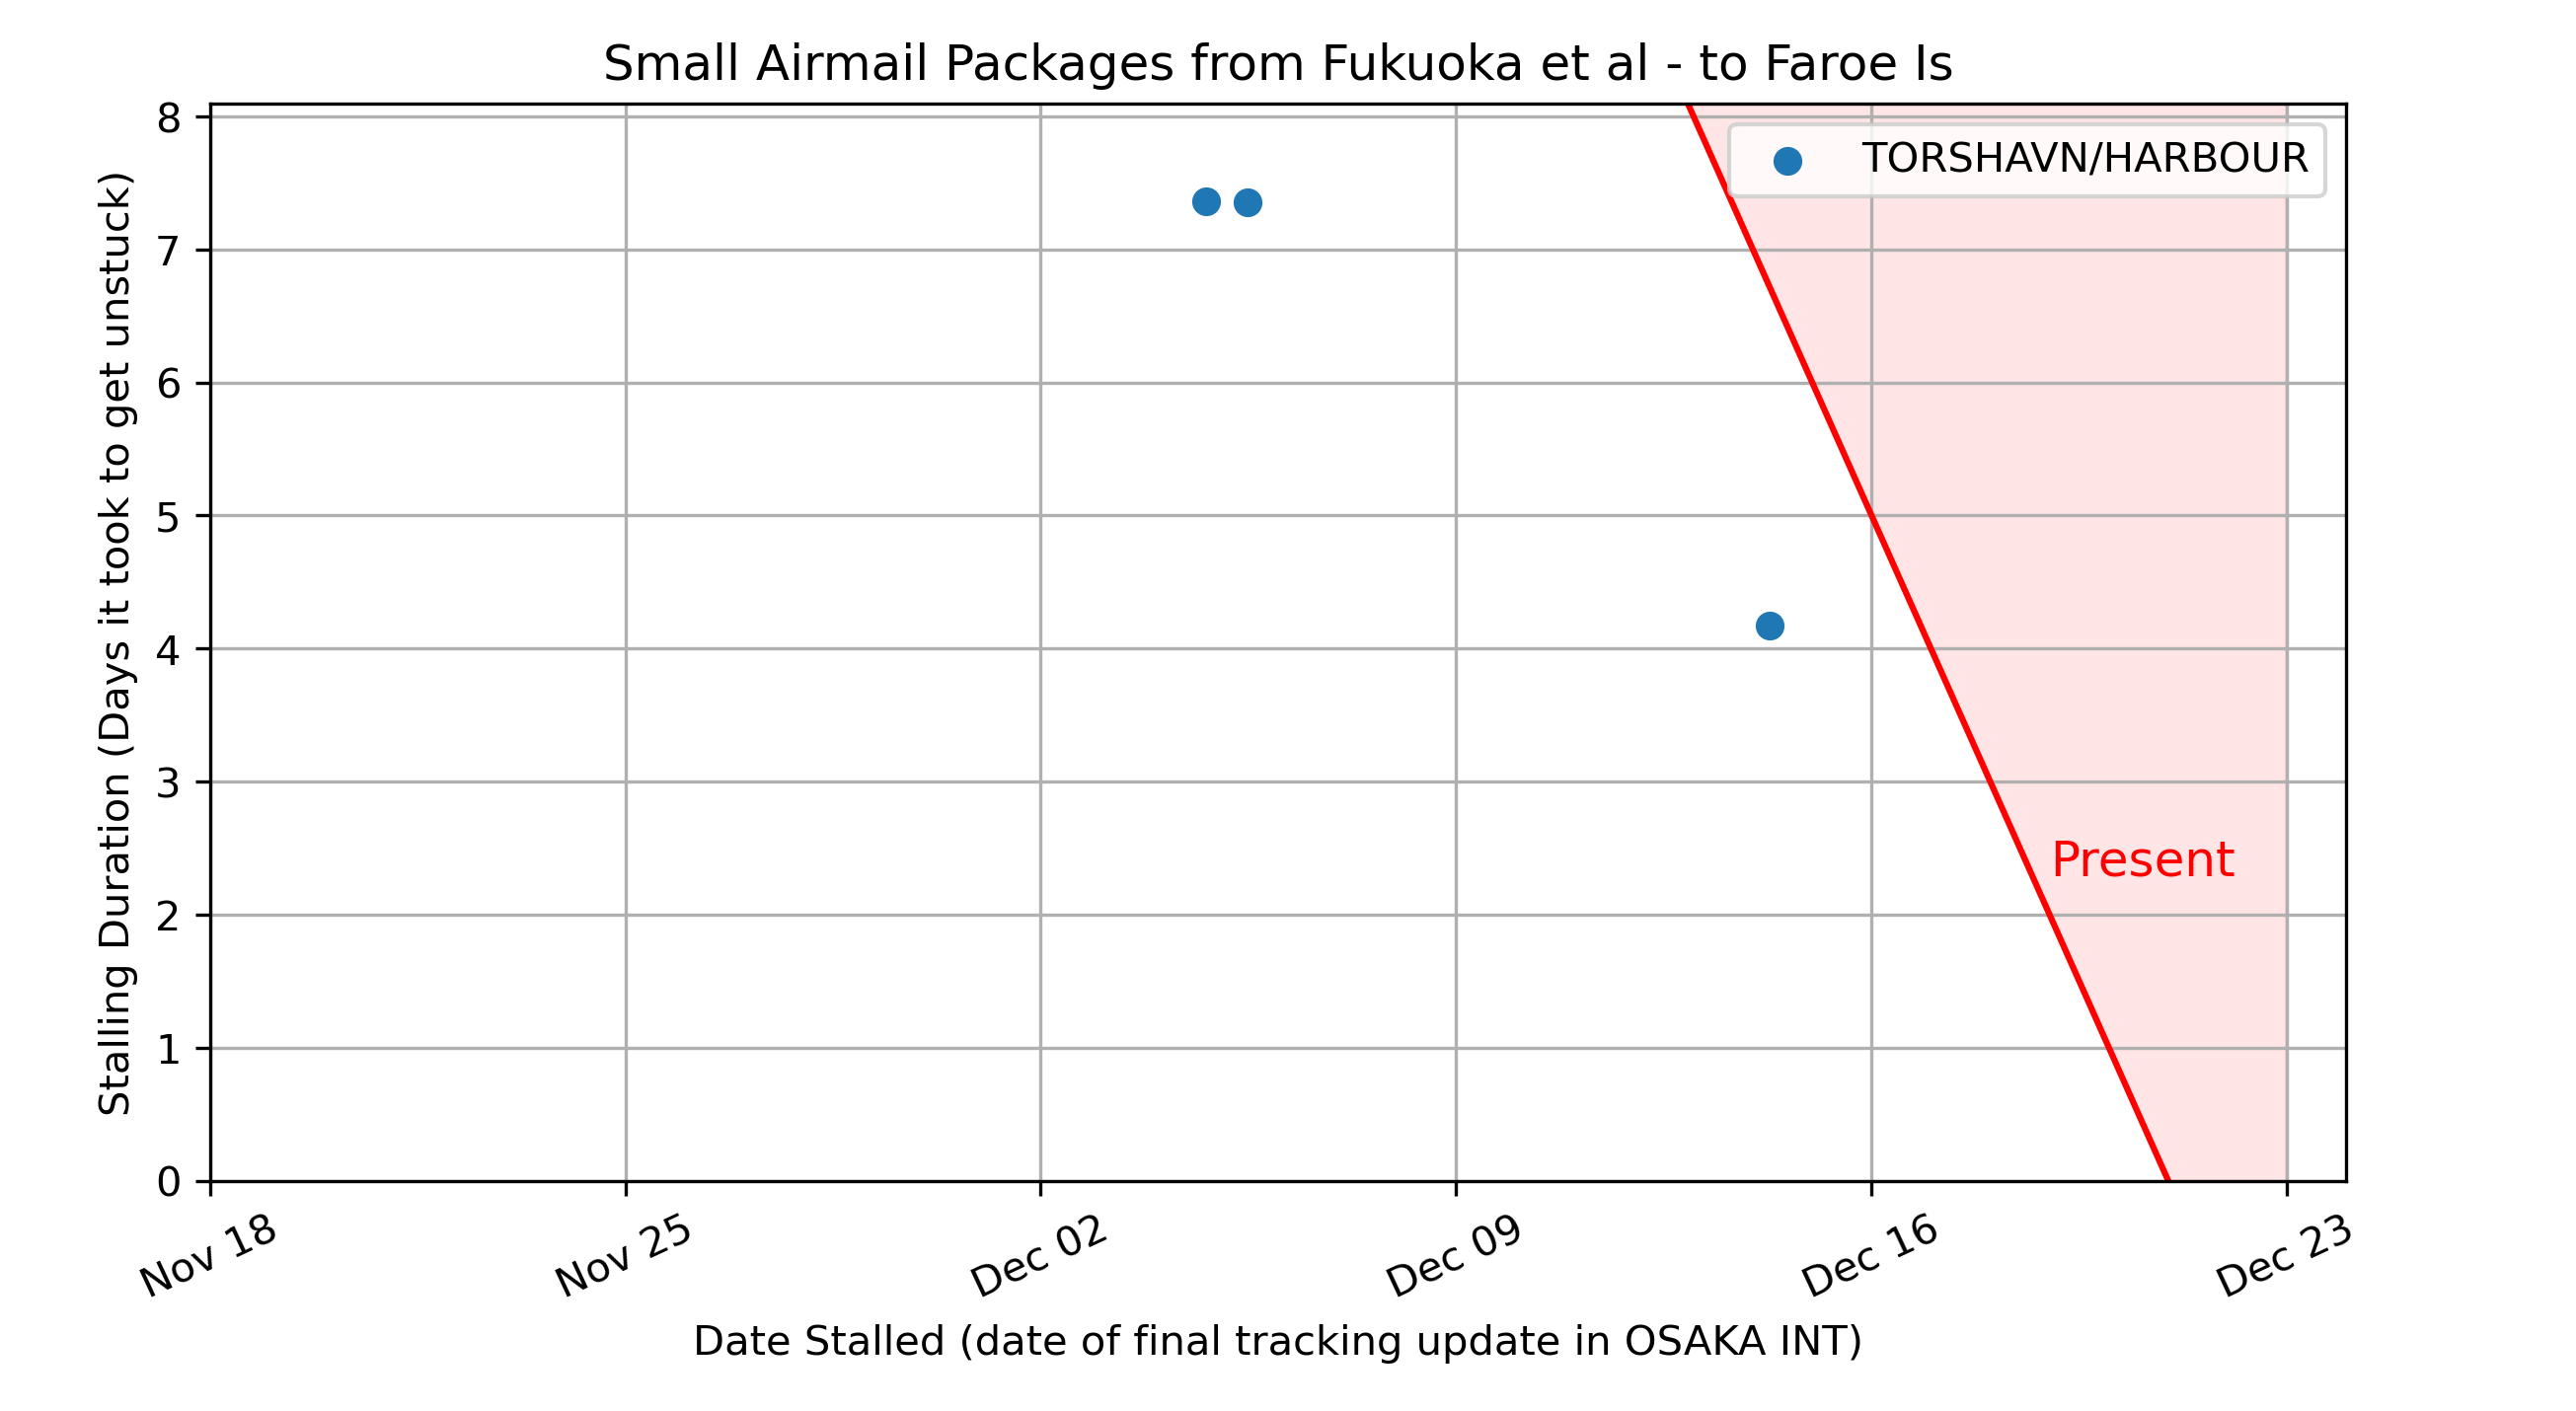 Small Airmail Packages from Fukuoka et al - to Faroe Is
TORSHAVN/HARBOUR
Stalling Duration (Days it took to get unstuck)
8
7
6
5
4
3
2
1
0
Present
Nov 18
Nov 25
Dec 02
Dec 09
Dec 16
Dec 23
Date Stalled (date of final tracking update in OSAKA INT)